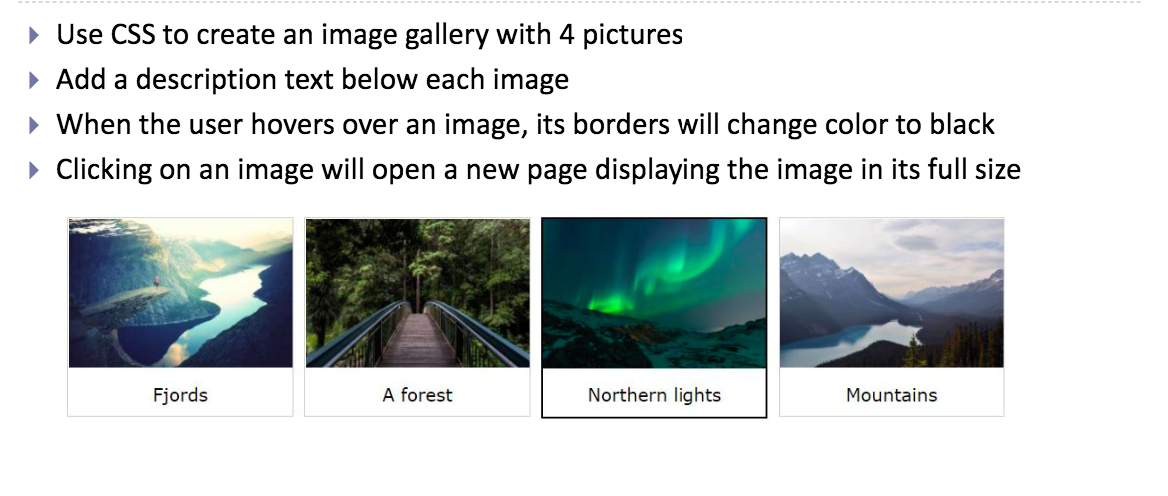 Use CSS to create an image gallery with 4 pictures
Add a description text below each image
When the user hovers over an image, its borders will change color to black
Clicking on an image will open a new page displaying the image in its full size
Fjords
A forest
Northern lights
Mountains